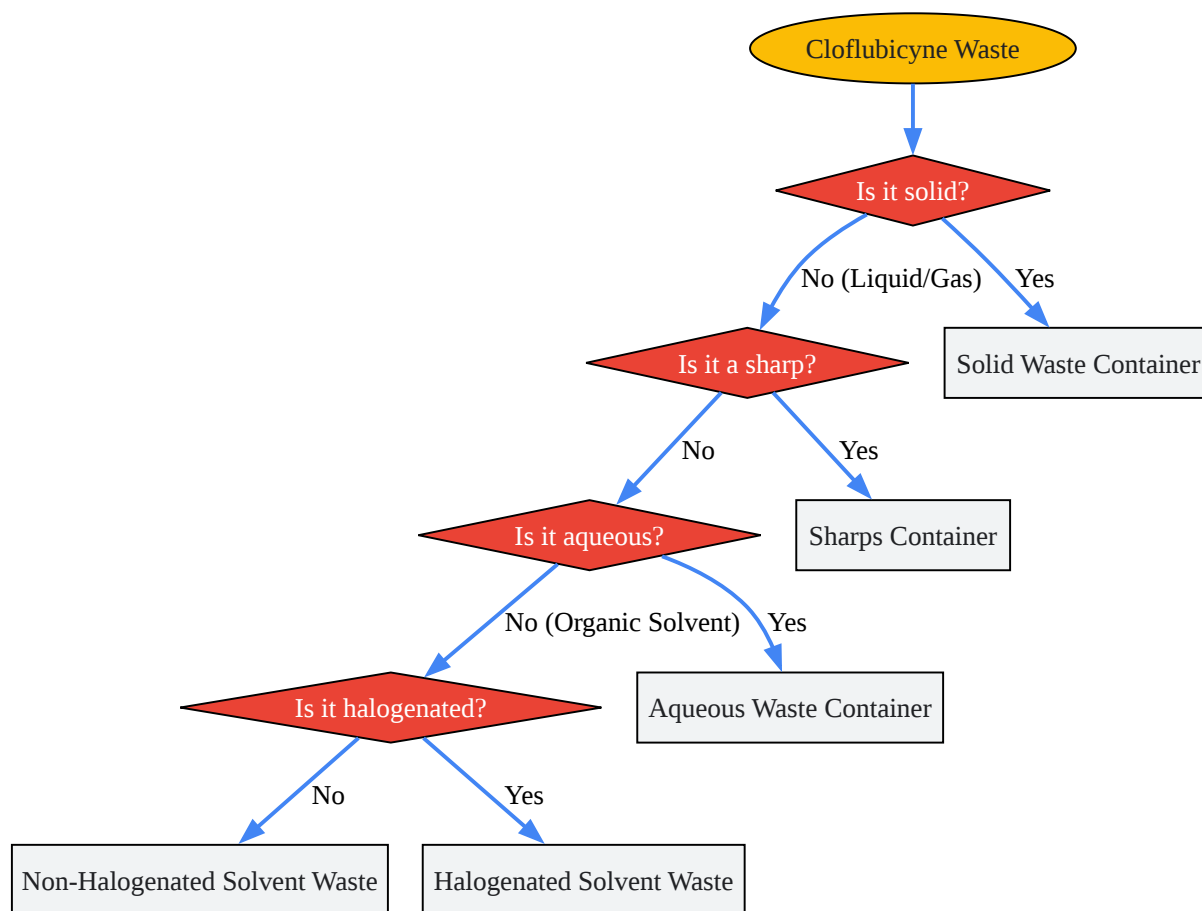 Cloflubicyne Waste
Is it solid?
No (Liquid/Gas)
Yes
Is it a sharp?
Solid Waste Container
No
Yes
Is it aqueous?
Sharps Container
No (Organic Solvent)
Yes
Is it halogenated?
Aqueous Waste Container
No
Yes
Non-Halogenated Solvent Waste
Halogenated Solvent Waste